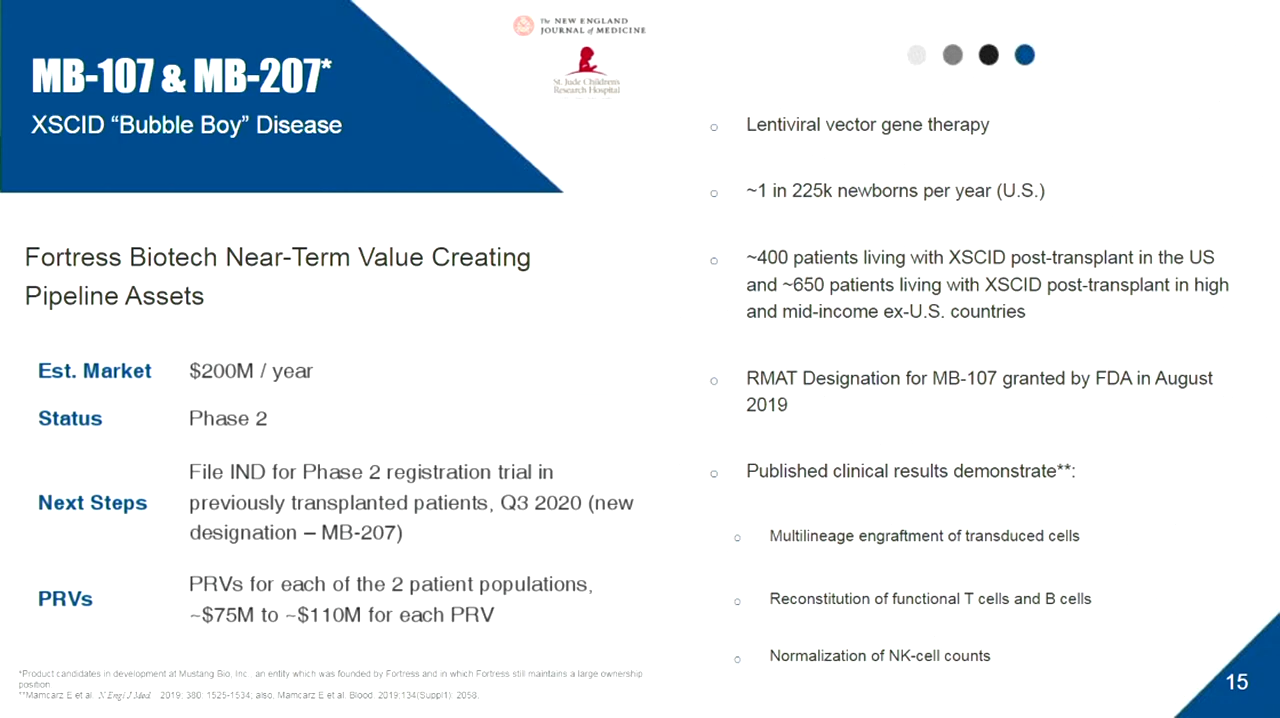 The NEW ENGLAND
JOURNAL of MEDICINE
St. Jude Children's
Research Hospital
MB-107 & MB-207*
XSCID “Bubble Boy” Disease
Fortress Biotech Near-Term Value Creating
Pipeline Assets
Est. Market $200M / year
Status Phase 2
Next Steps File IND for Phase 2 registration trial in
previously transplanted patients, Q3 2020 (new
designation – MB-207)
PRVs PRVs for each of the 2 patient populations,
~$75M to ~$110M for each PRV
*Product candidates in development at Mustang Bio, Inc., an entity which was founded by Fortress and in which Fortress still maintains a large ownership
position
**Mamcarz E et al. N Engl J Med. 2019; 380: 1525-1534; also, Mamcarz E et al. Blood. 2019;134(Suppl1): 2058.
Lentiviral vector gene therapy
~1 in 225k newborns per year (U.S.)
~400 patients living with XSCID post-transplant in the US
and ~650 patients living with XSCID post-transplant in high
and mid-income ex-U.S. countries
RMAT Designation for MB-107 granted by FDA in August
2019
Published clinical results demonstrate**:
Multilineage engraftment of transduced cells
Reconstitution of functional T cells and B cells
Normalization of NK-cell counts
15